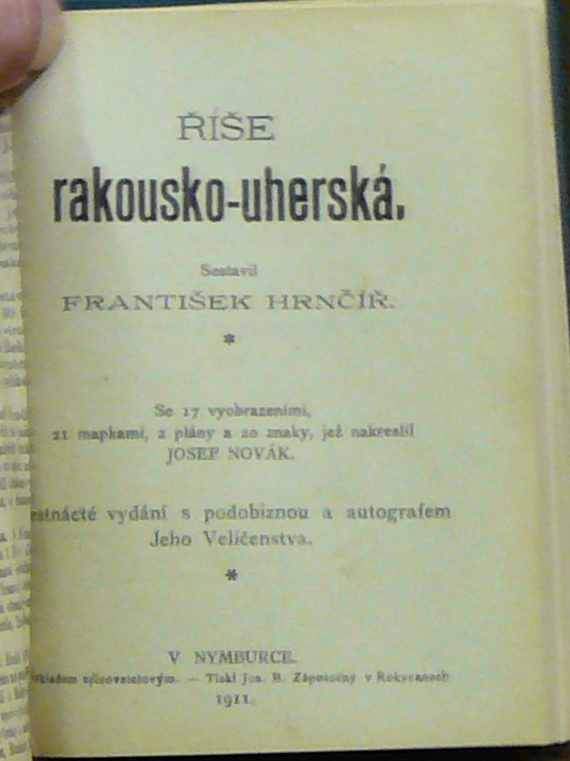 ŘÍŠE
rakousko-uherská.
Sestavil
FRANTIŠEK HRNČÍŘ.
*
Se 17 vyobrazeními,
21 mapkami, 2 plány a 20 znaky, jež nakreslil
JOSEF NOVÁK.
vydání s podobiznou a autografem
Jeho Veličenstva.
*
V NYMBURCE.
— Tiskl Jos. B. Zápotočný v Rokycanech
1911.